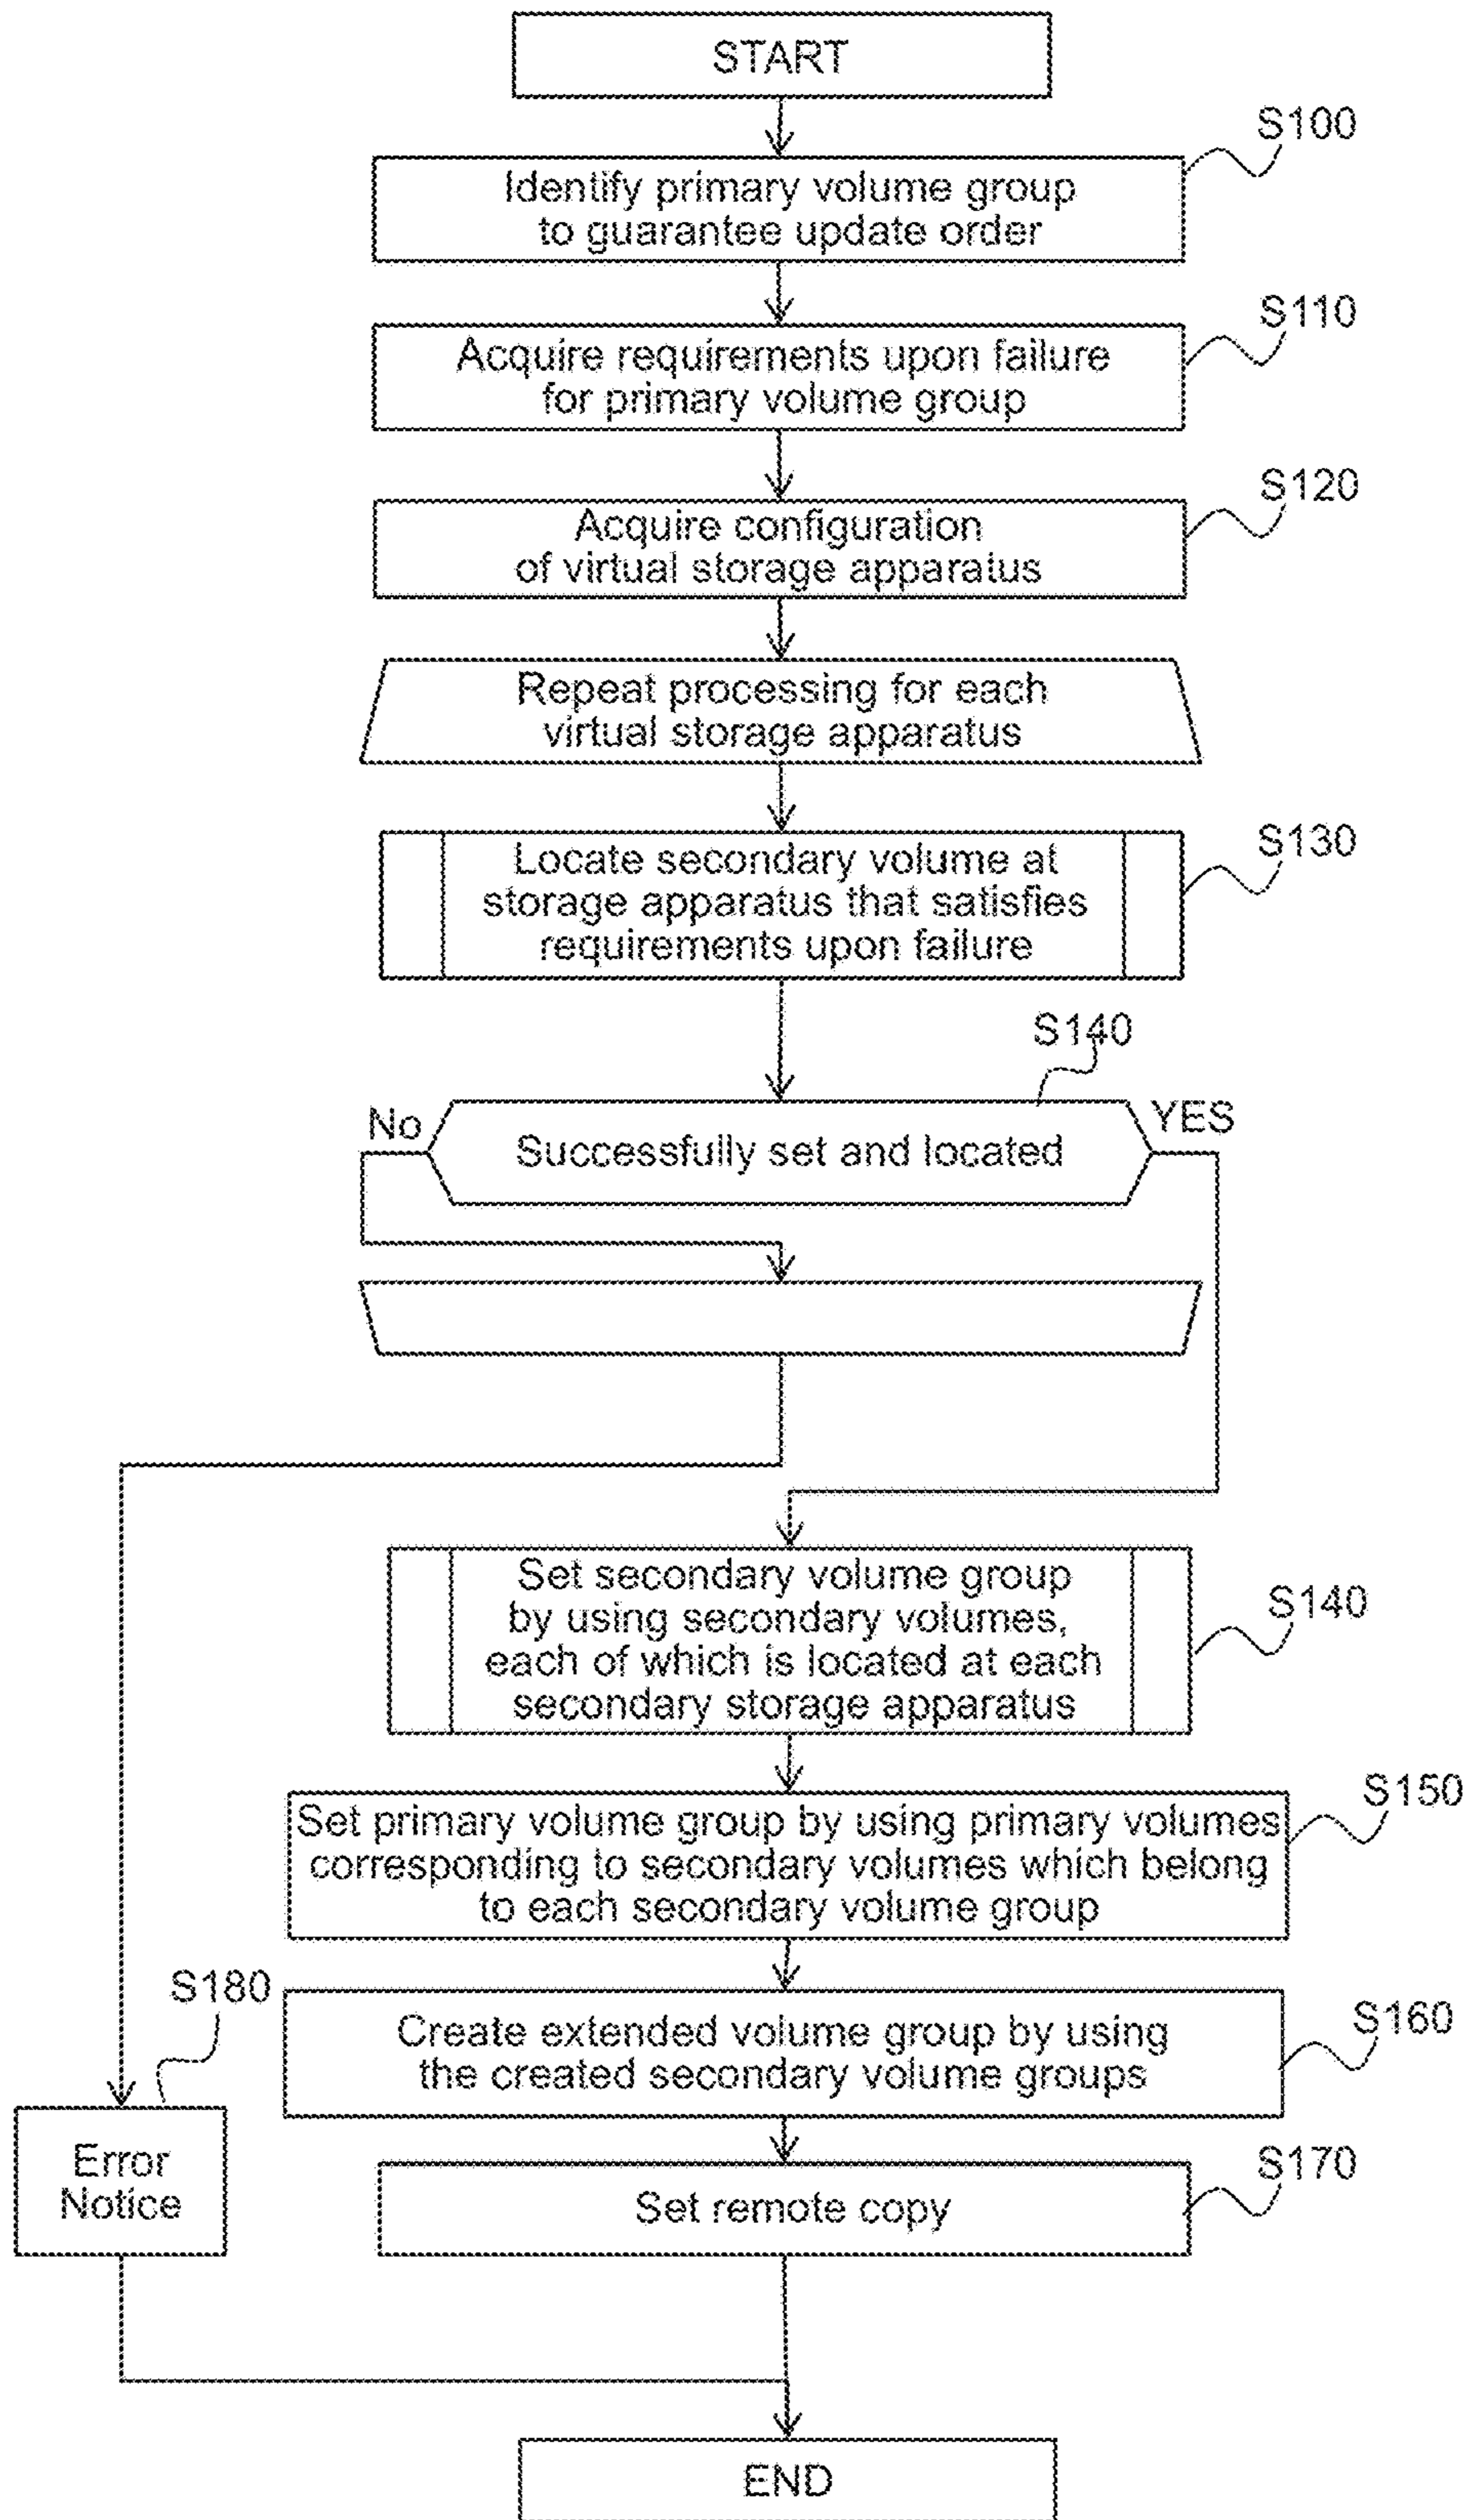 START
S100
Identify primary volume group
to guarantee update order
S110
Acquire requirements upon failure
for primary volume group
S120
Acquire configuration
of virtual storage apparatus
Repeat processing for each
virtual storage apparatus
S130
Locate secondary volume at
storage apparatus that satisfies
requirements upon failure
S140
No
YES
Successfully set and located
Set secondary volume group
by using secondary volumes,
each of which is located at each
secondary storage apparatus
S140
S150
Set primary volume group by using primary volumes
corresponding to secondary volumes which belong
to each secondary volume group
S180
S160
Create extended volume group by using
the created secondary volume groups
Error
Notice
S170
Set remote copy
END